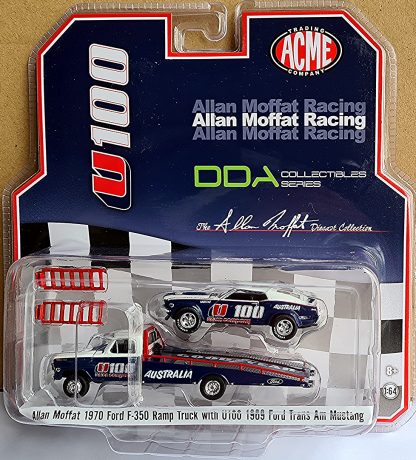 TRADING
ACME
COMPANY
U100
Allan Moffat Racing
Allan Moffat Racing
Allan Moffat Racing
DDA COLLECTIBLES
SERIES
The Allan Moffat Diecast Collection
U 100
AUSTRALIA
U100
AUSTRALIA
Ford
8+
1:64
Allan Moffat 1970 Ford F-350 Ramp Truck with U100 1969 Ford Trans Am Mustang